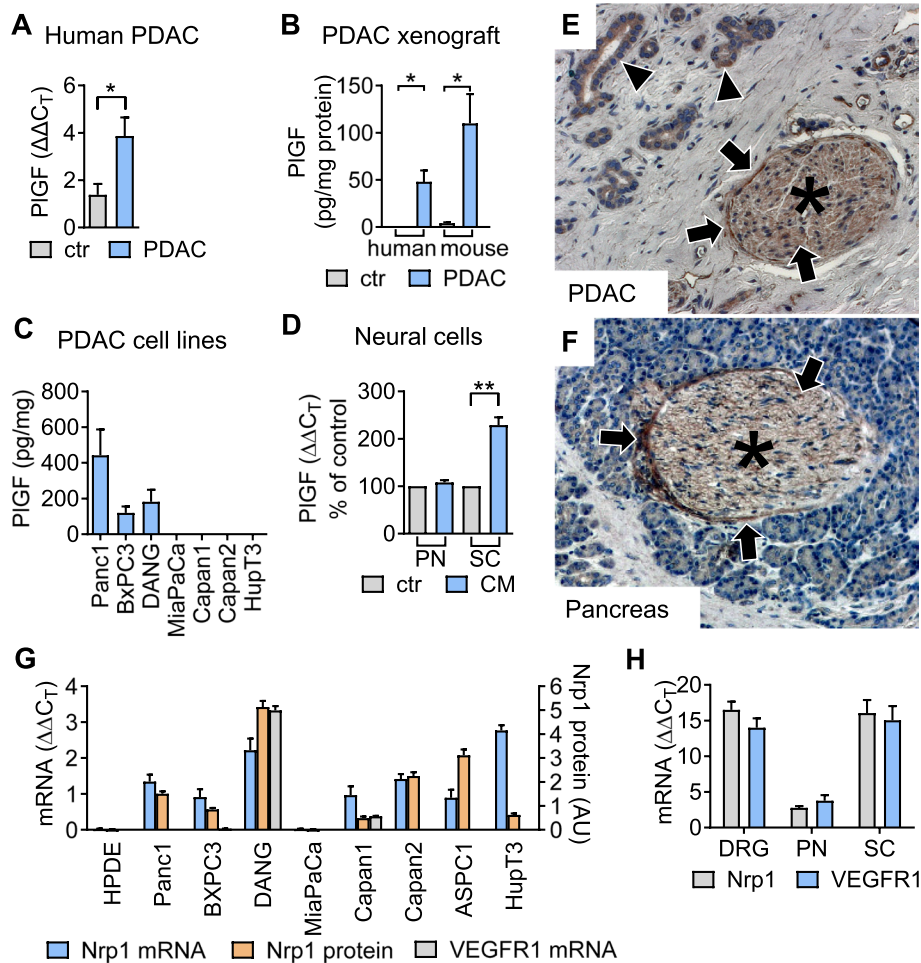 A Human PDAC
PlGF (ΔΔCT)
6
4
2
0
*
ctr PDAC
B PDAC xenograft
PlGF
(pg/mg protein)
150
100
50
0
* *
human mouse
ctr PDAC
C PDAC cell lines
PlGF (pg/mg)
800
600
400
200
0
Panc1
BxPC3
DANG
MiaPaCa
Capan1
Capan2
HupT3
D Neural cells
PlGF (ΔΔCT)
% of control
300
200
100
0
**
PN SC
ctr CM
E
*
PDAC
F
*
Pancreas
G
mRNA (ΔΔCT)
4
3
2
1
0
Nrp1
protein (AU)
6
5
4
3
2
1
0
HPDE
Panc1
BXPC3
DANG
MiaPaCa
Capan1
Capan2
ASPC1
HupT3
Nrp1 mRNA Nrp1 protein VEGFR1 mRNA
H
mRNA (ΔΔCT)
20
15
10
5
0
DRG PN SC
Nrp1 VEGFR1